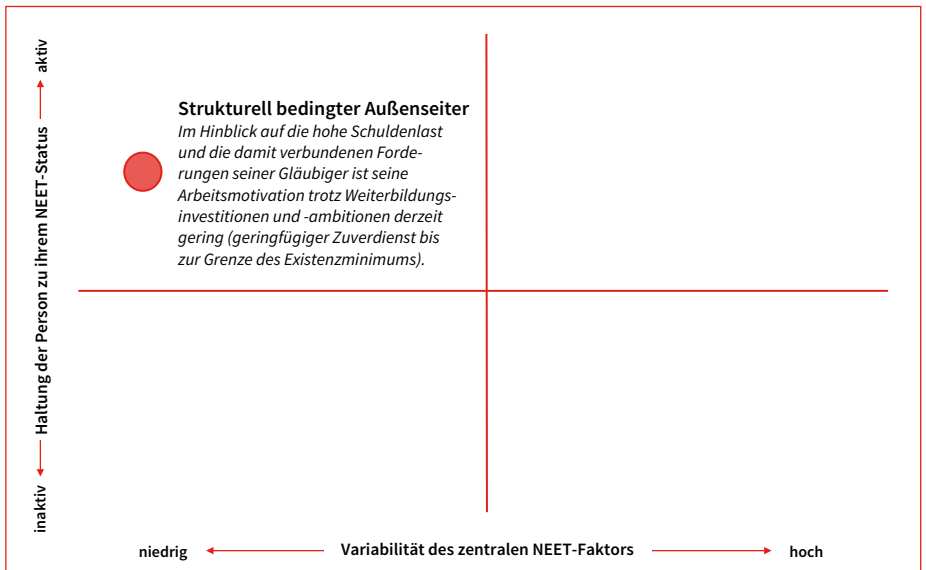 aktiv
Haltung der Person zu ihrem NEET-Status
inaktiv
Strukturell bedingter Außenseiter
Im Hinblick auf die hohe Schuldenlast
und die damit verbundenen Forde-
rungen seiner Gläubiger ist seine
Arbeitsmotivation trotz Weiterbildungs-
investitionen und -ambitionen derzeit
gering (geringfügiger Zuverdienst bis
zur Grenze des Existenzminimums).
niedrig
Variabilität des zentralen NEET-Faktors
hoch